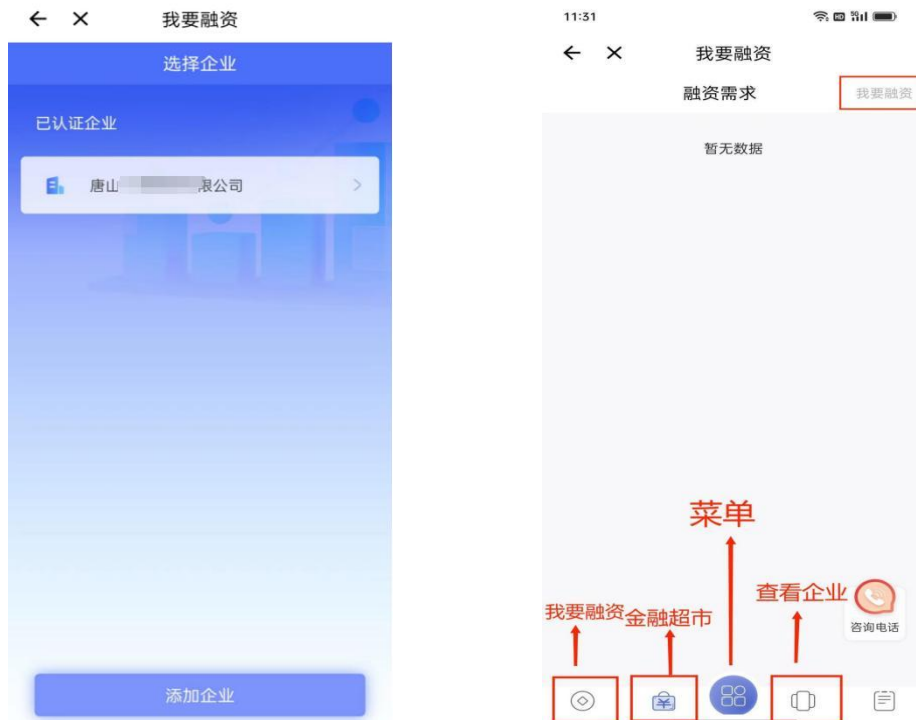 我要融资
选择企业
已认证企业
唐山
限公司
添加企业
11:31
我要融资
融资需求
我要融资
暂无数据
菜单
查看企业
我要融资
金融超市
咨询电话